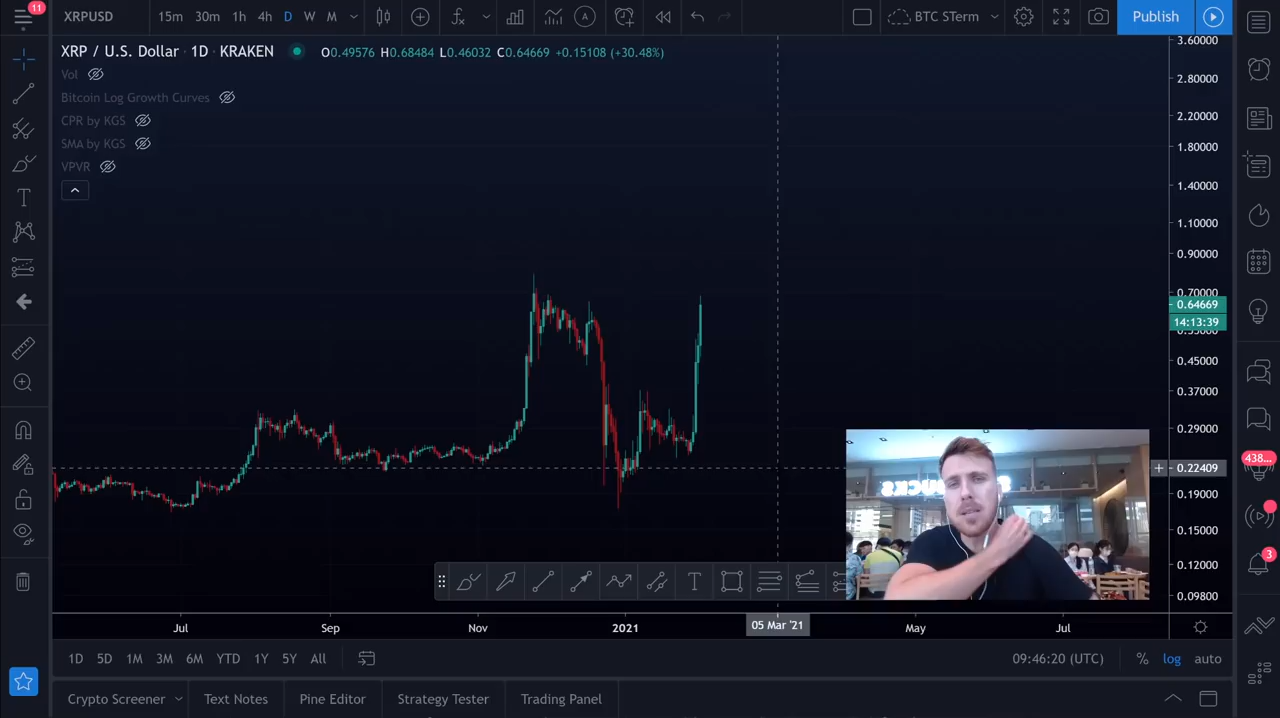 11
XRPUSD 15m 30m 1h 4h D W M BTC STerm Publish
XRP / U.S. Dollar · 1D · KRAKEN O0.49576 H0.68484 L0.46032 C0.64669 +0.15108 (+30.48%)
Vol
Bitcoin Log Growth Curves
CPR by KGS
SMA by KGS
VPVR
3.60000
2.80000
2.20000
1.80000
1.40000
1.10000
0.90000
0.70000
0.64669
14:13:39
0.45000
0.37000
0.29000
438...
0.22409
0.19000
0.15000
0.12000
3
0.09800
Jul Sep Nov 2021 05 Mar '21 May Jul
1D 5D 1M 3M 6M YTD 1Y 5Y All 09:46:20 (UTC) % log auto
Crypto Screener Text Notes Pine Editor Strategy Tester Trading Panel